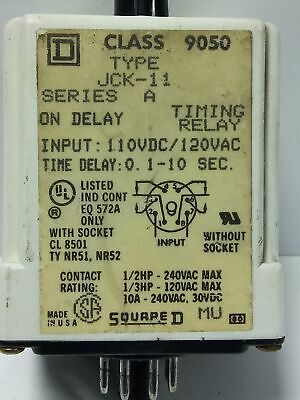 D CLASS 9050
TYPE
JCK-11
SERIES A
ON DELAY TIMING RELAY
INPUT: 110VDC/120VAC
TIME DELAY: 0.1-10 SEC.
UL LISTED
IND CONT
EQ 572A
ONLY
WITH SOCKET
CL 8501
TY NR51, NR52
INPUT
WITHOUT
SOCKET
CONTACT RATING:
1/2HP - 240VAC MAX
1/3HP - 120VAC MAX
10A - 240VAC, 30VDC
MADE IN U S A
SA
SQUARE D
MU